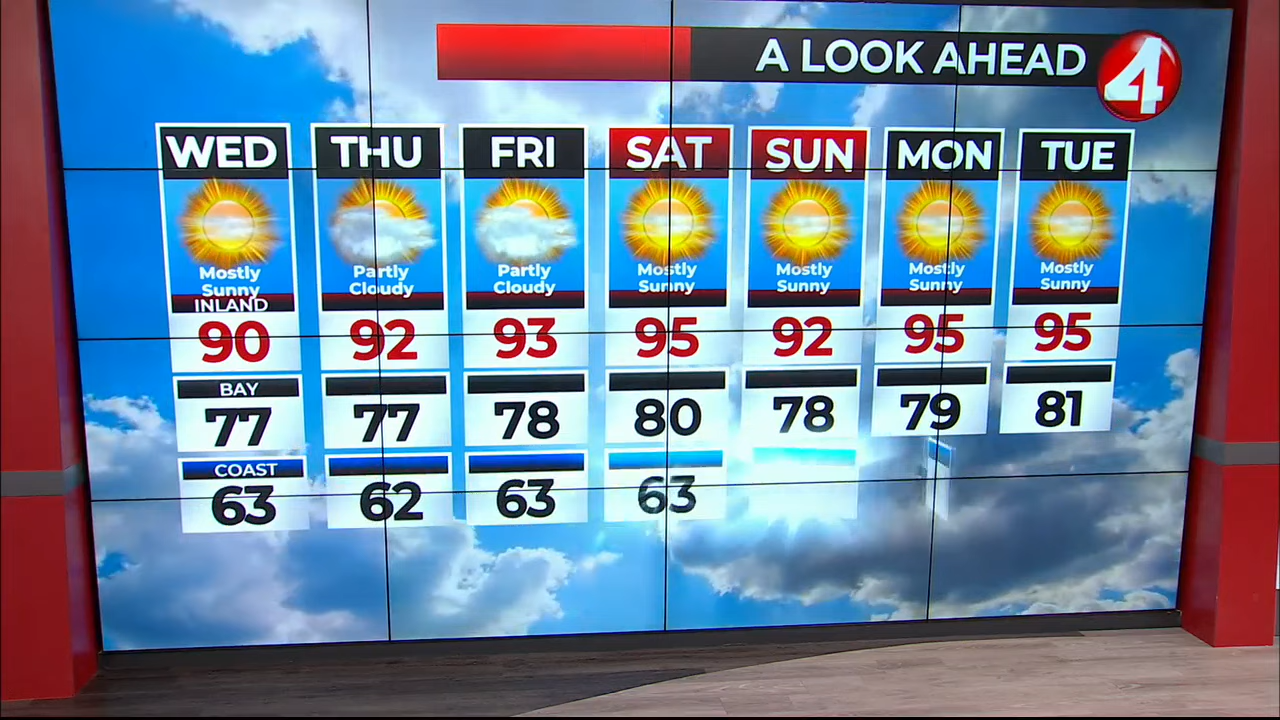 A LOOK AHEAD 4
WED THU FRI SAT SUN MON TUE
Mostly Sunny Partly Cloudy Partly Cloudy Mostly Sunny Mostly Sunny Mostly Sunny Mostly Sunny
INLAND
90 92 93 95 92 95 95
BAY
77 77 78 80 78 79 81
COAST
63 62 63 63